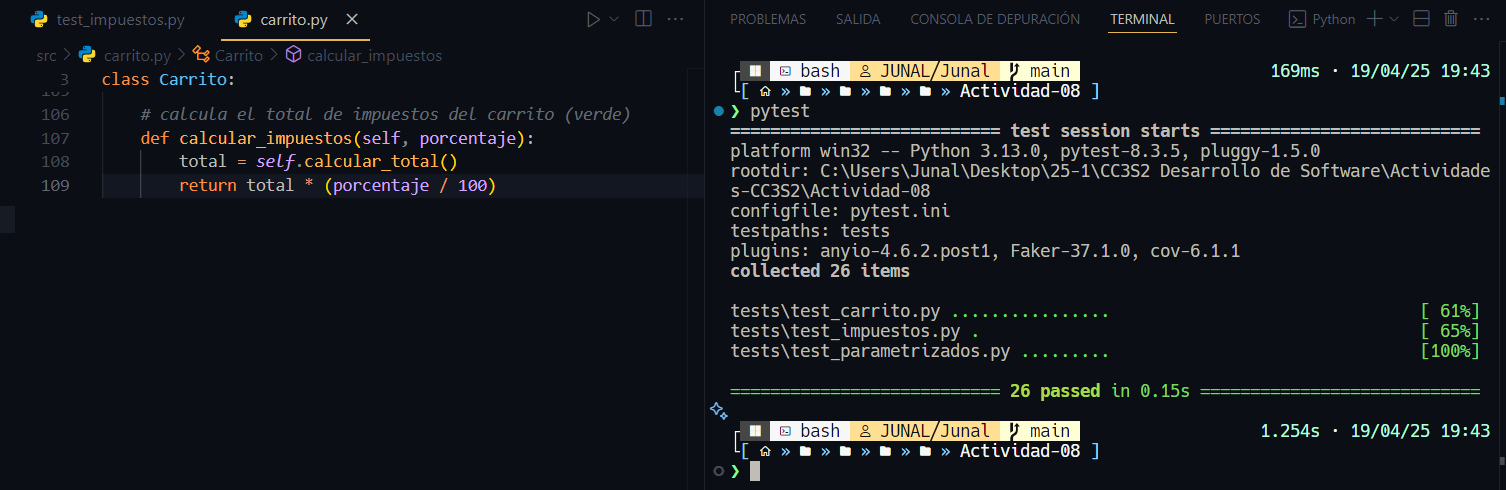 test_impuestos.py carrito.py
src > carrito.py > Carrito > calcular_impuestos
3 class Carrito:
106 # calcula el total de impuestos del carrito (verde)
107 def calcular_impuestos(self, porcentaje):
108 total = self.calcular_total()
109 return total * (porcentaje / 100)
PROBLEMAS SALIDA CONSOLA DE DEPURACIÓN TERMINAL PUERTOS Python
bash JUNAL/Junal main 169ms · 19/04/25 19:43
[ » » » » » Actividad-08 ]
❯ pytest
=========================== test session starts ===========================
platform win32 -- Python 3.13.0, pytest-8.3.5, pluggy-1.5.0
rootdir: C:\Users\Junal\Desktop\25-1\CC3S2 Desarrollo de Software\Actividade
s-CC3S2\Actividad-08
configfile: pytest.ini
testpaths: tests
plugins: anyio-4.6.2.post1, Faker-37.1.0, cov-6.1.1
collected 26 items
tests\test_carrito.py ................ [ 61%]
tests\test_impuestos.py . [ 65%]
tests\test_parametrizados.py ......... [100%]
=========================== 26 passed in 0.15s ============================
bash JUNAL/Junal main 1.254s · 19/04/25 19:43
[ » » » » » Actividad-08 ]
❯